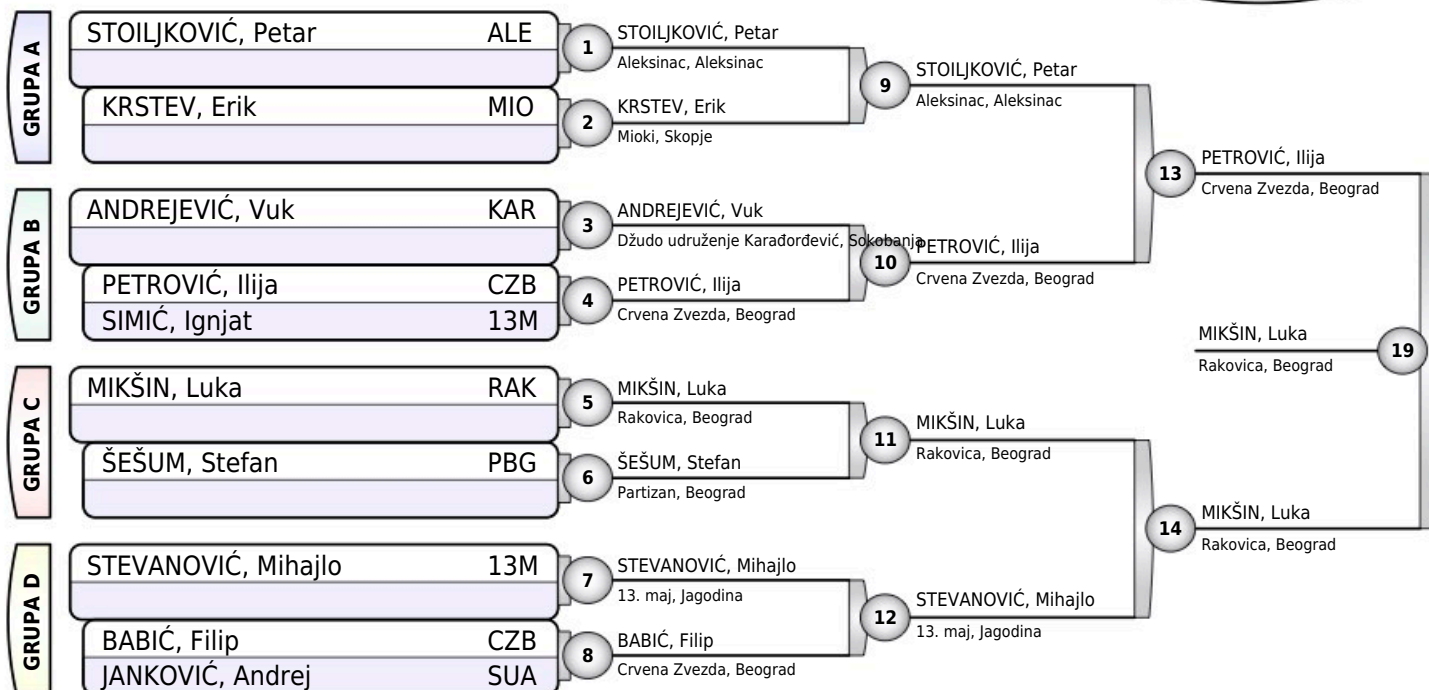 GRUPA A
STOILJKOVIĆ, Petar ALE
KRSTEV, Erik MIO
1
STOILJKOVIĆ, Petar
Aleksinac, Aleksinac
2
KRSTEV, Erik
Mioki, Skopje
9
STOILJKOVIĆ, Petar
Aleksinac, Aleksinac
GRUPA B
ANDREJEVIĆ, Vuk KAR
PETROVIĆ, Ilija CZB
SIMIĆ, Ignjat 13M
3
ANDREJEVIĆ, Vuk
Džudo udruženje Karađorđević, Sokobanja
4
PETROVIĆ, Ilija
Crvena Zvezda, Beograd
10
PETROVIĆ, Ilija
Crvena Zvezda, Beograd
13
PETROVIĆ, Ilija
Crvena Zvezda, Beograd
GRUPA C
MIKŠIN, Luka RAK
ŠEŠUM, Stefan PBG
5
MIKŠIN, Luka
Rakovica, Beograd
6
ŠEŠUM, Stefan
Partizan, Beograd
11
MIKŠIN, Luka
Rakovica, Beograd
GRUPA D
STEVANOVIĆ, Mihajlo 13M
BABIĆ, Filip CZB
JANKOVIĆ, Andrej SUA
7
STEVANOVIĆ, Mihajlo
13. maj, Jagodina
8
BABIĆ, Filip
Crvena Zvezda, Beograd
12
STEVANOVIĆ, Mihajlo
13. maj, Jagodina
14
MIKŠIN, Luka
Rakovica, Beograd
MIKŠIN, Luka
Rakovica, Beograd
19